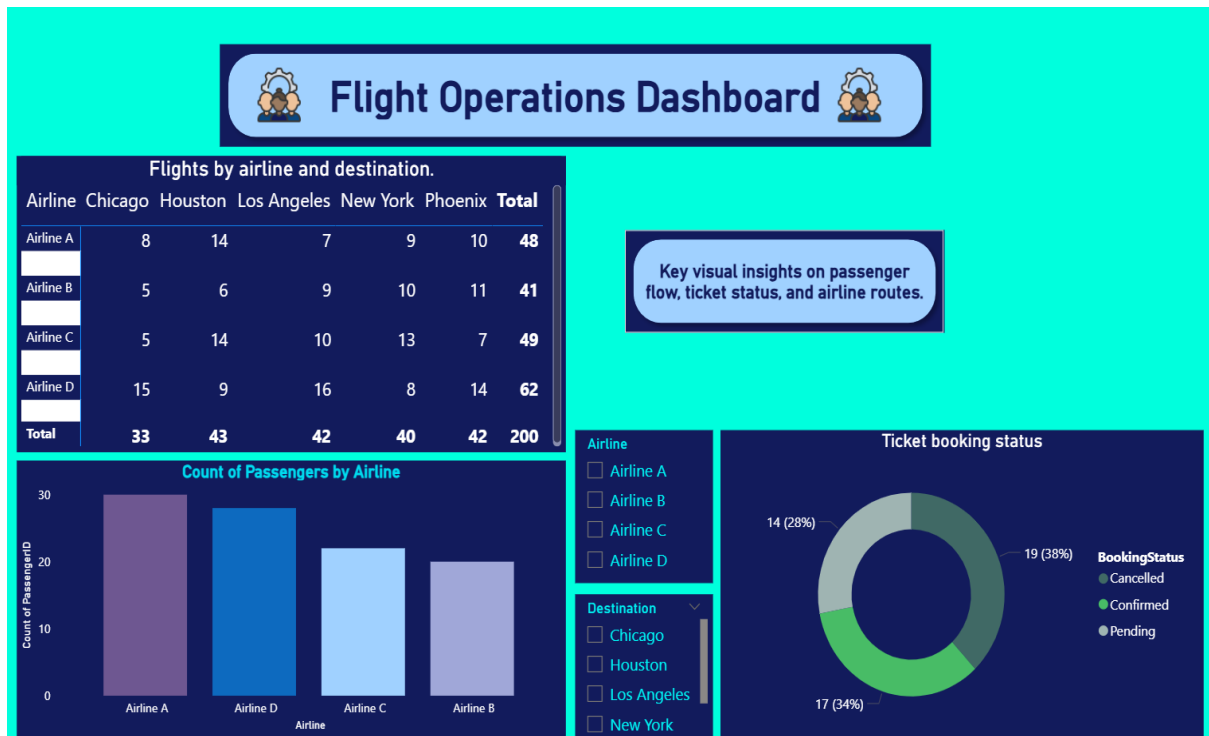 Flight Operations Dashboard
Flights by airline and destination.
Airline Chicago Houston Los Angeles New York Phoenix Total
Airline A 8 14 7 9 10 48
Airline B 5 6 9 10 11 41
Airline C 5 14 10 13 7 49
Airline D 15 9 16 8 14 62
Total 33 43 42 40 42 200
Key visual insights on passenger
flow, ticket status, and airline routes.
Count of Passengers by Airline
Count of PassengerID
30
20
10
0
Airline A Airline D Airline C Airline B
Airline
Airline
Airline A
Airline B
Airline C
Airline D
Destination
Chicago
Houston
Los Angeles
New York
Ticket booking status
14 (28%)
19 (38%)
17 (34%)
BookingStatus
Cancelled
Confirmed
Pending